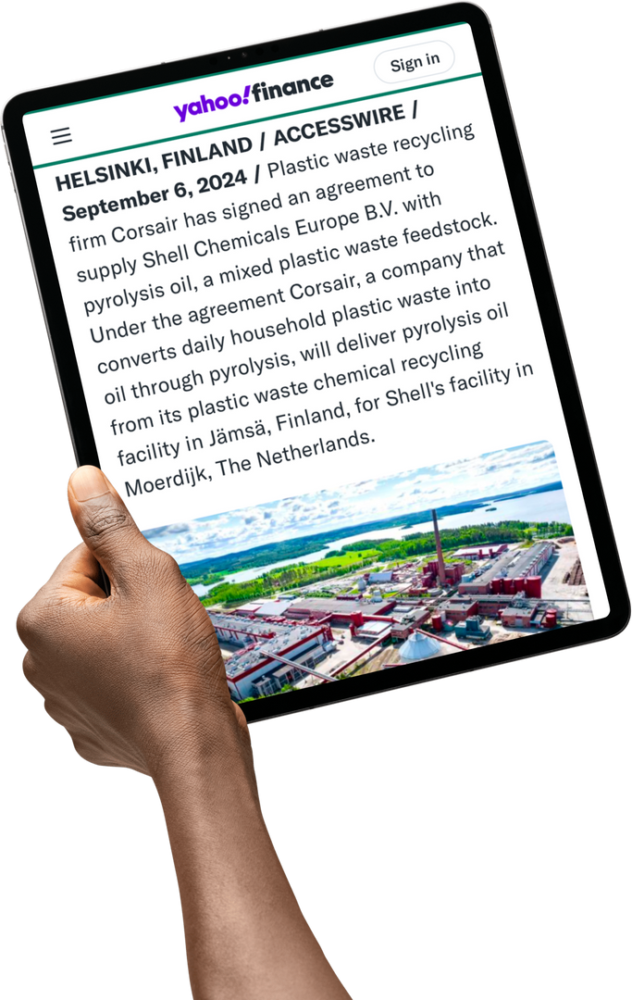 Sign in
yahoo!finance
HELSINKI, FINLAND / ACCESSWIRE /
September 6, 2024 / Plastic waste recycling
firm Corsair has signed an agreement to
supply Shell Chemicals Europe B.V. with
pyrolysis oil, a mixed plastic waste feedstock.
Under the agreement Corsair, a company that
converts daily household plastic waste into
oil through pyrolysis, will deliver pyrolysis oil
from its plastic waste chemical recycling
facility in Jämsä, Finland, for Shell's facility in
Moerdijk, The Netherlands.